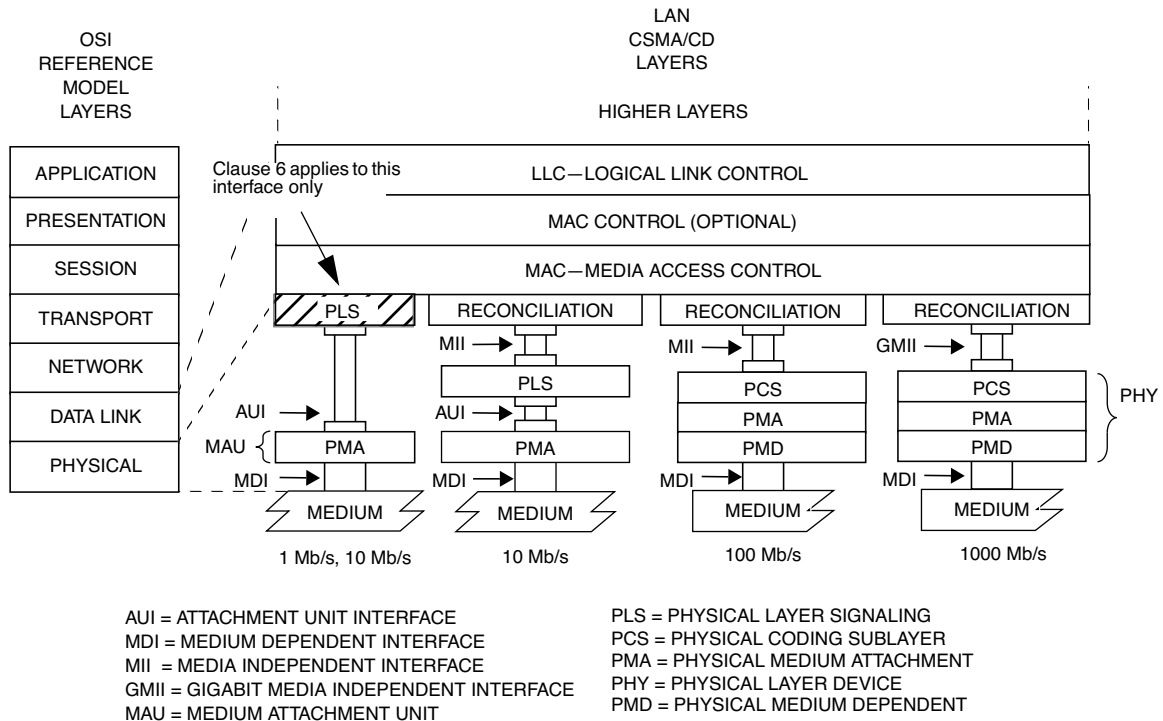 OSI
REFERENCE
MODEL
LAYERS
LAN
CSMA/CD
LAYERS
HIGHER LAYERS
APPLICATION
PRESENTATION
SESSION
TRANSPORT
NETWORK
DATA LINK
PHYSICAL
Clause 6 applies to this
interface only
LLC—LOGICAL LINK CONTROL
MAC CONTROL (OPTIONAL)
MAC—MEDIA ACCESS CONTROL
PLS
AUI
MAU
PMA
MDI
MEDIUM
1 Mb/s, 10 Mb/s
RECONCILIATION
MII
PLS
AUI
PMA
MDI
MEDIUM
10 Mb/s
RECONCILIATION
MII
PCS
PMA
PMD
MDI
MEDIUM
100 Mb/s
RECONCILIATION
GMII
PCS
PMA
PMD
PHY
MDI
MEDIUM
1000 Mb/s
AUI = ATTACHMENT UNIT INTERFACE
MDI = MEDIUM DEPENDENT INTERFACE
MII = MEDIA INDEPENDENT INTERFACE
GMII = GIGABIT MEDIA INDEPENDENT INTERFACE
MAU = MEDIUM ATTACHMENT UNIT
PLS = PHYSICAL LAYER SIGNALING
PCS = PHYSICAL CODING SUBLAYER
PMA = PHYSICAL MEDIUM ATTACHMENT
PHY = PHYSICAL LAYER DEVICE
PMD = PHYSICAL MEDIUM DEPENDENT